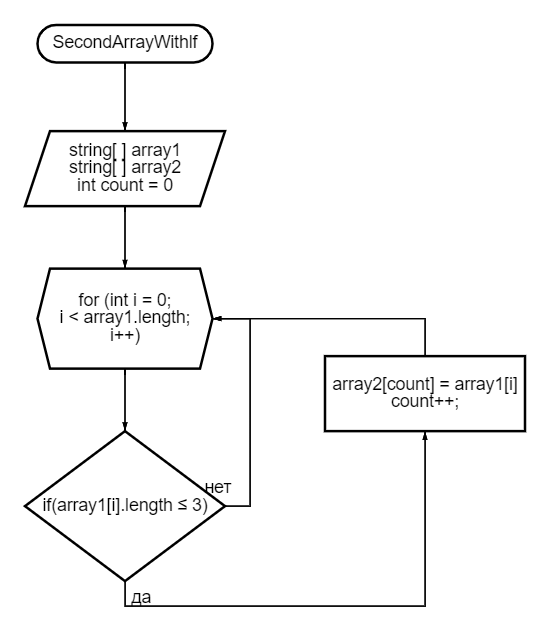 SecondArrayWithIf
string[ ] array1
string[ ] array2
int count = 0
for (int i = 0;
i < array1.length;
i++)
array2[count] = array1[i]
count++;
нет
if(array1[i].length ≤ 3)
да